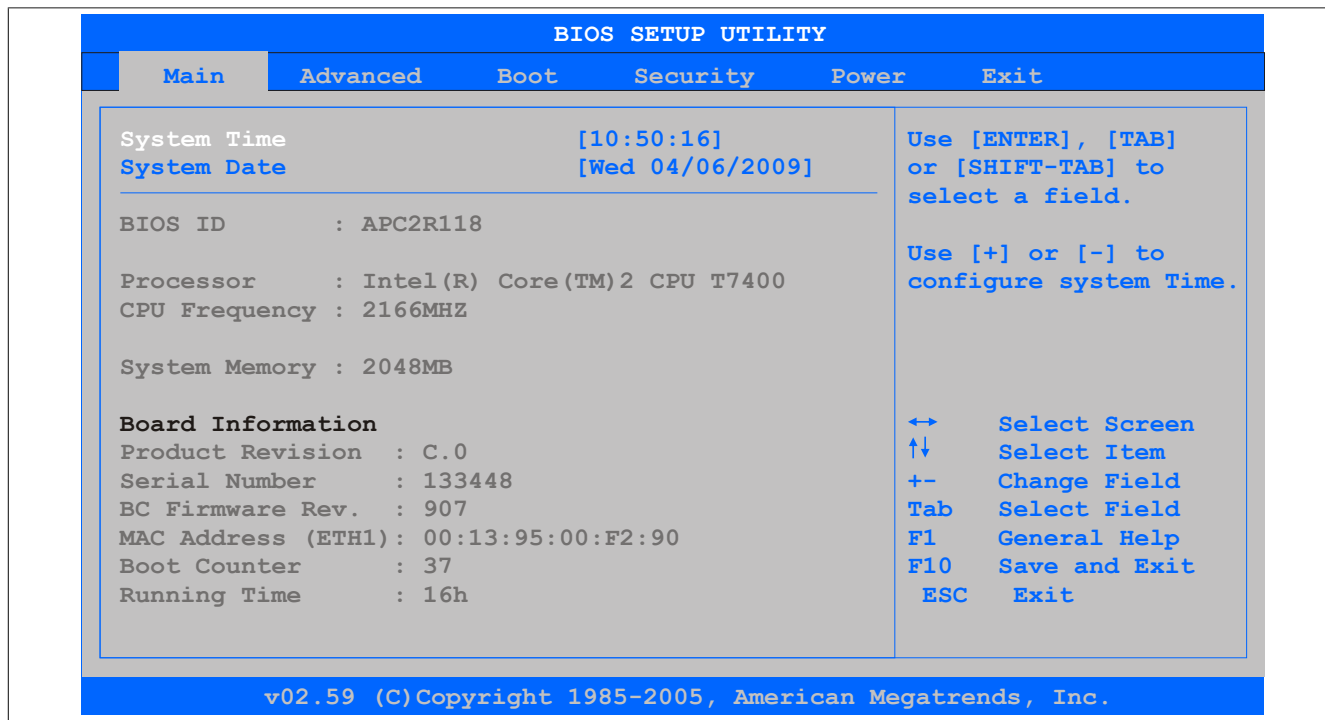 BIOS SETUP UTILITY
Main Advanced Boot Security Power Exit
System Time [10:50:16]
System Date [Wed 04/06/2009]
BIOS ID : APC2R118
Processor : Intel(R) Core(TM)2 CPU T7400
CPU Frequency : 2166MHZ
System Memory : 2048MB
Board Information
Product Revision : C.0
Serial Number : 133448
BC Firmware Rev. : 907
MAC Address (ETH1): 00:13:95:00:F2:90
Boot Counter : 37
Running Time : 16h
Use [ENTER], [TAB]
or [SHIFT-TAB] to
select a field.
Use [+] or [-] to
configure system Time.
↔ Select Screen
↑↓ Select Item
+- Change Field
Tab Select Field
F1 General Help
F10 Save and Exit
ESC Exit
v02.59 (C)Copyright 1985-2005, American Megatrends, Inc.